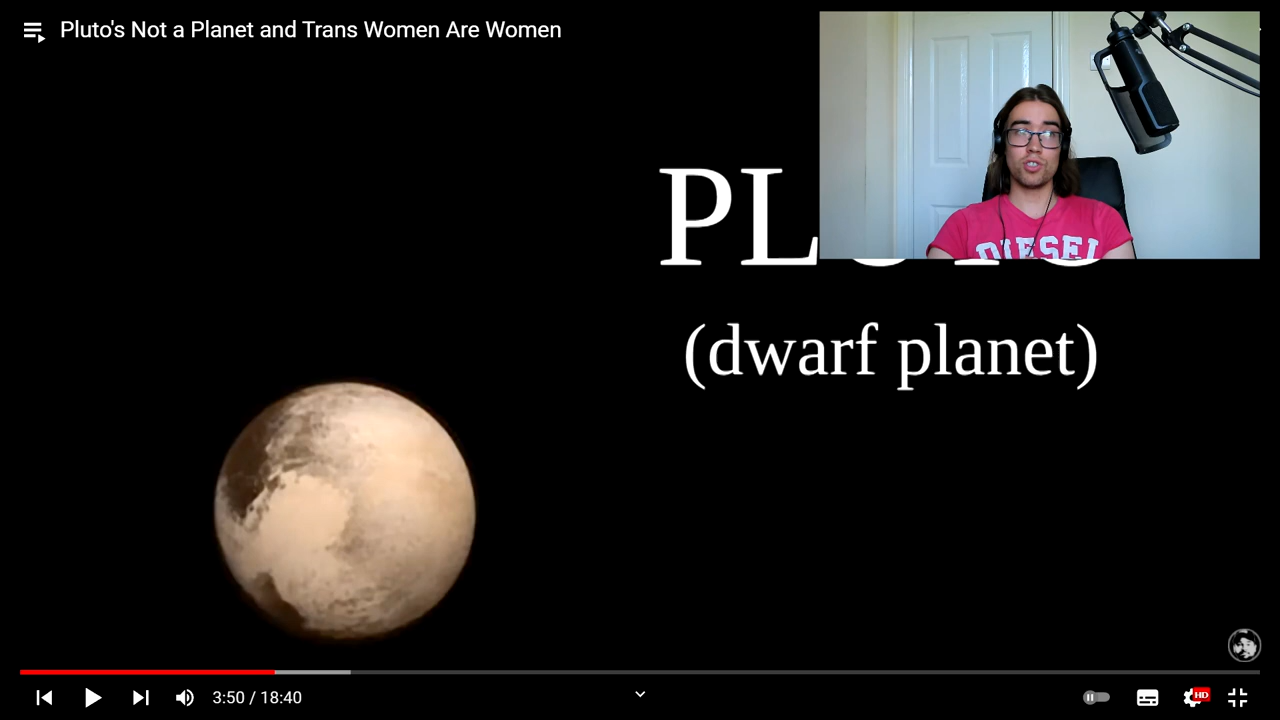 Pluto's Not a Planet and Trans Women Are Women
PL
DIESEL
(dwarf planet)
3:50 / 18:40
HD